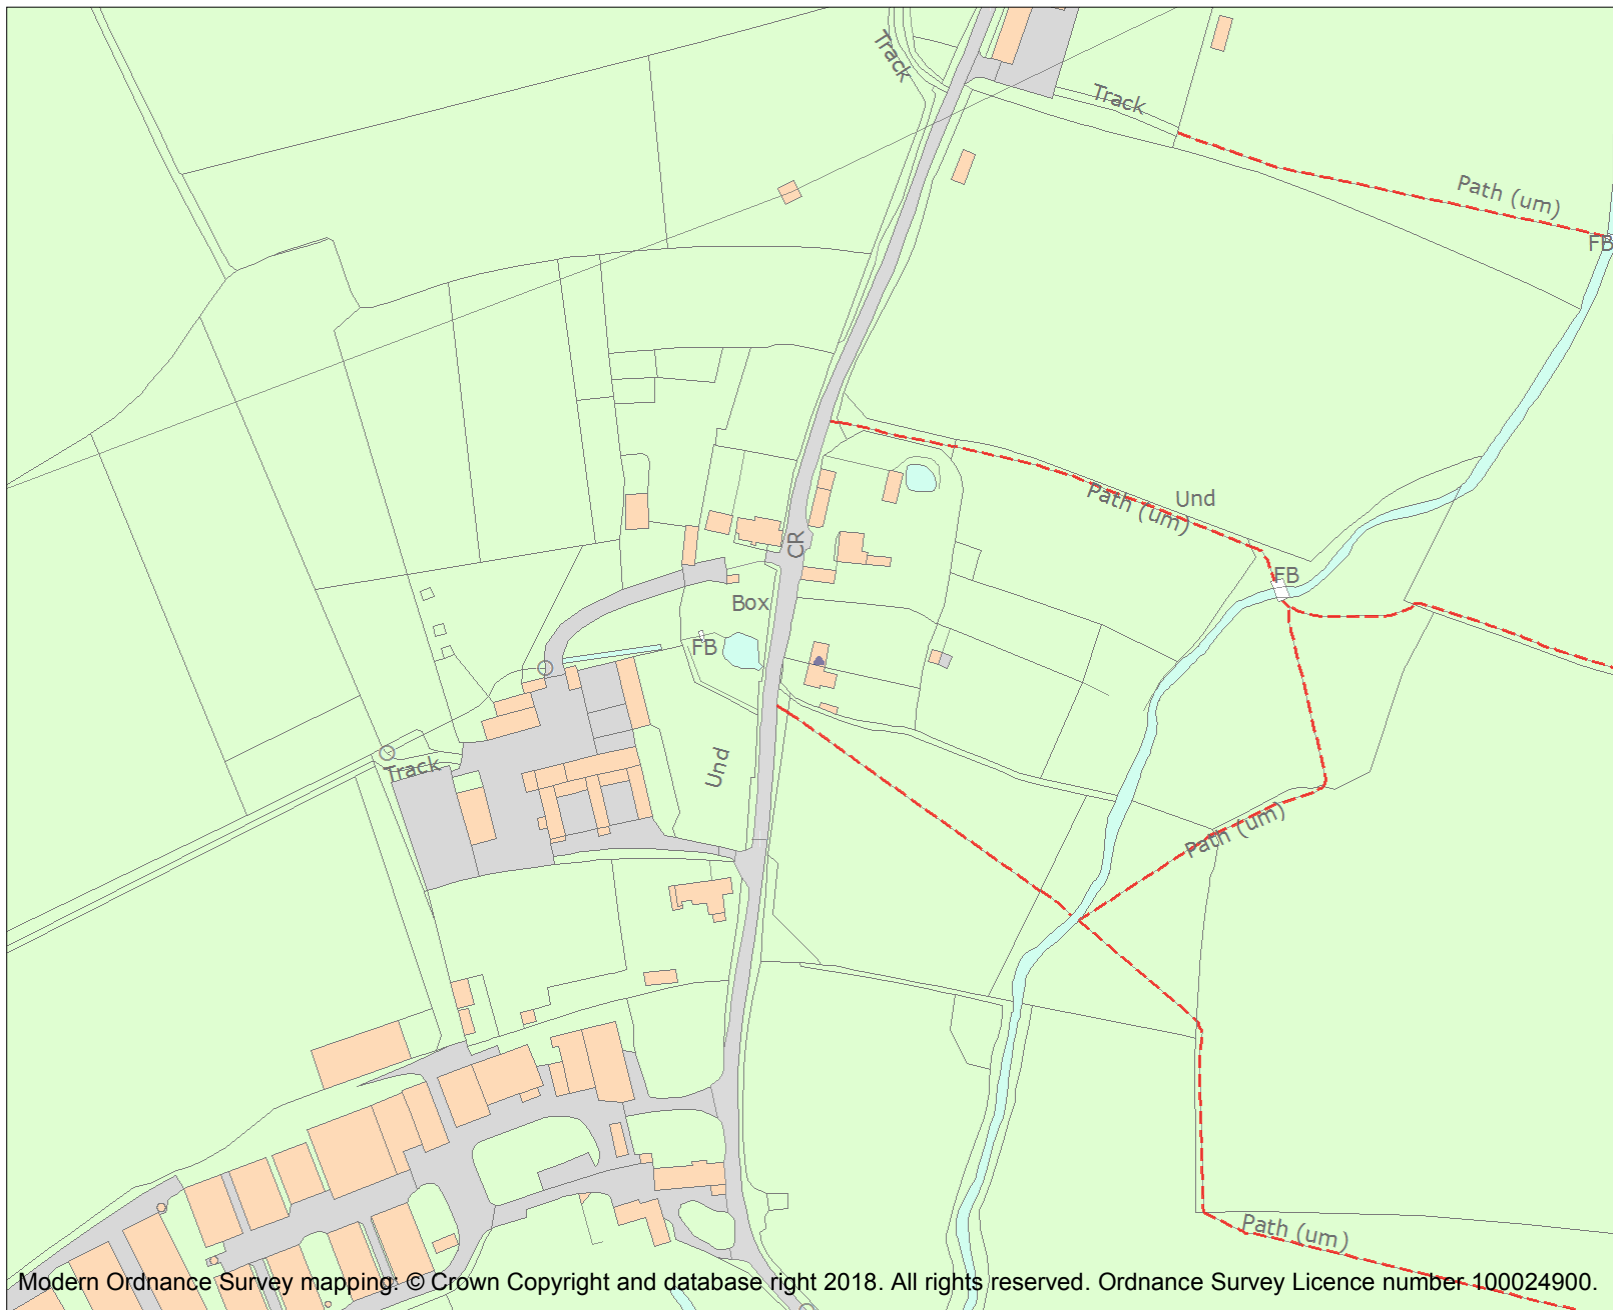 Track
Track
Path (um)
FB
Und
Path (um)
CR
FB
Box
FB
Und
Track
Path (um)
Path (um)
Modern Ordnance Survey mapping: © Crown Copyright and database right 2018. All rights reserved. Ordnance Survey Licence number 100024900.